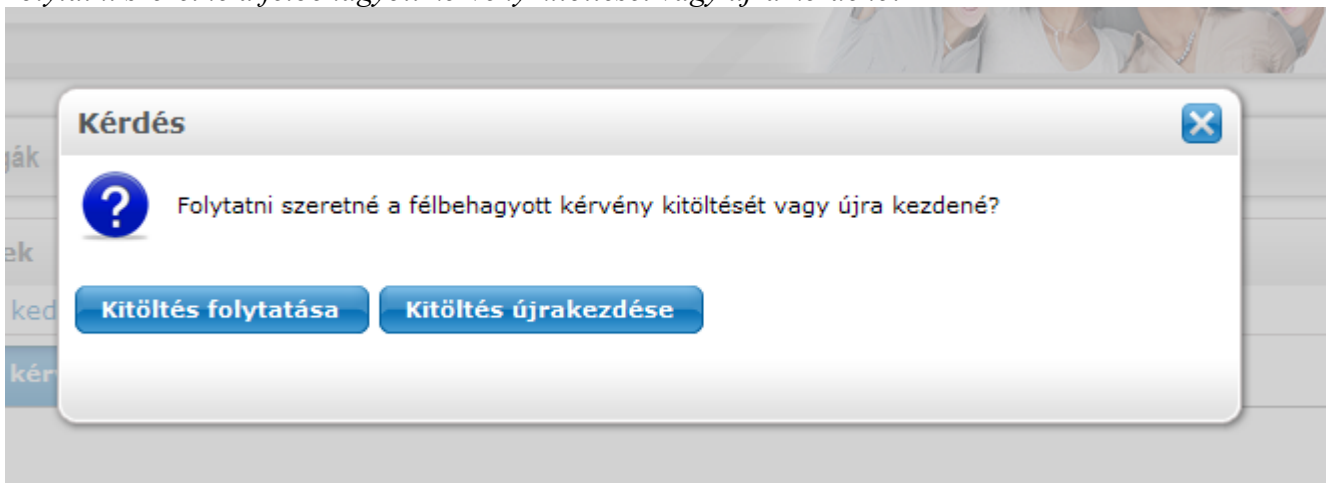 Kérdés
Folytatni szeretné a félbehagyott kérvény kitöltését vagy újra kezdené?
Kitöltés folytatása
Kitöltés újrakezdése